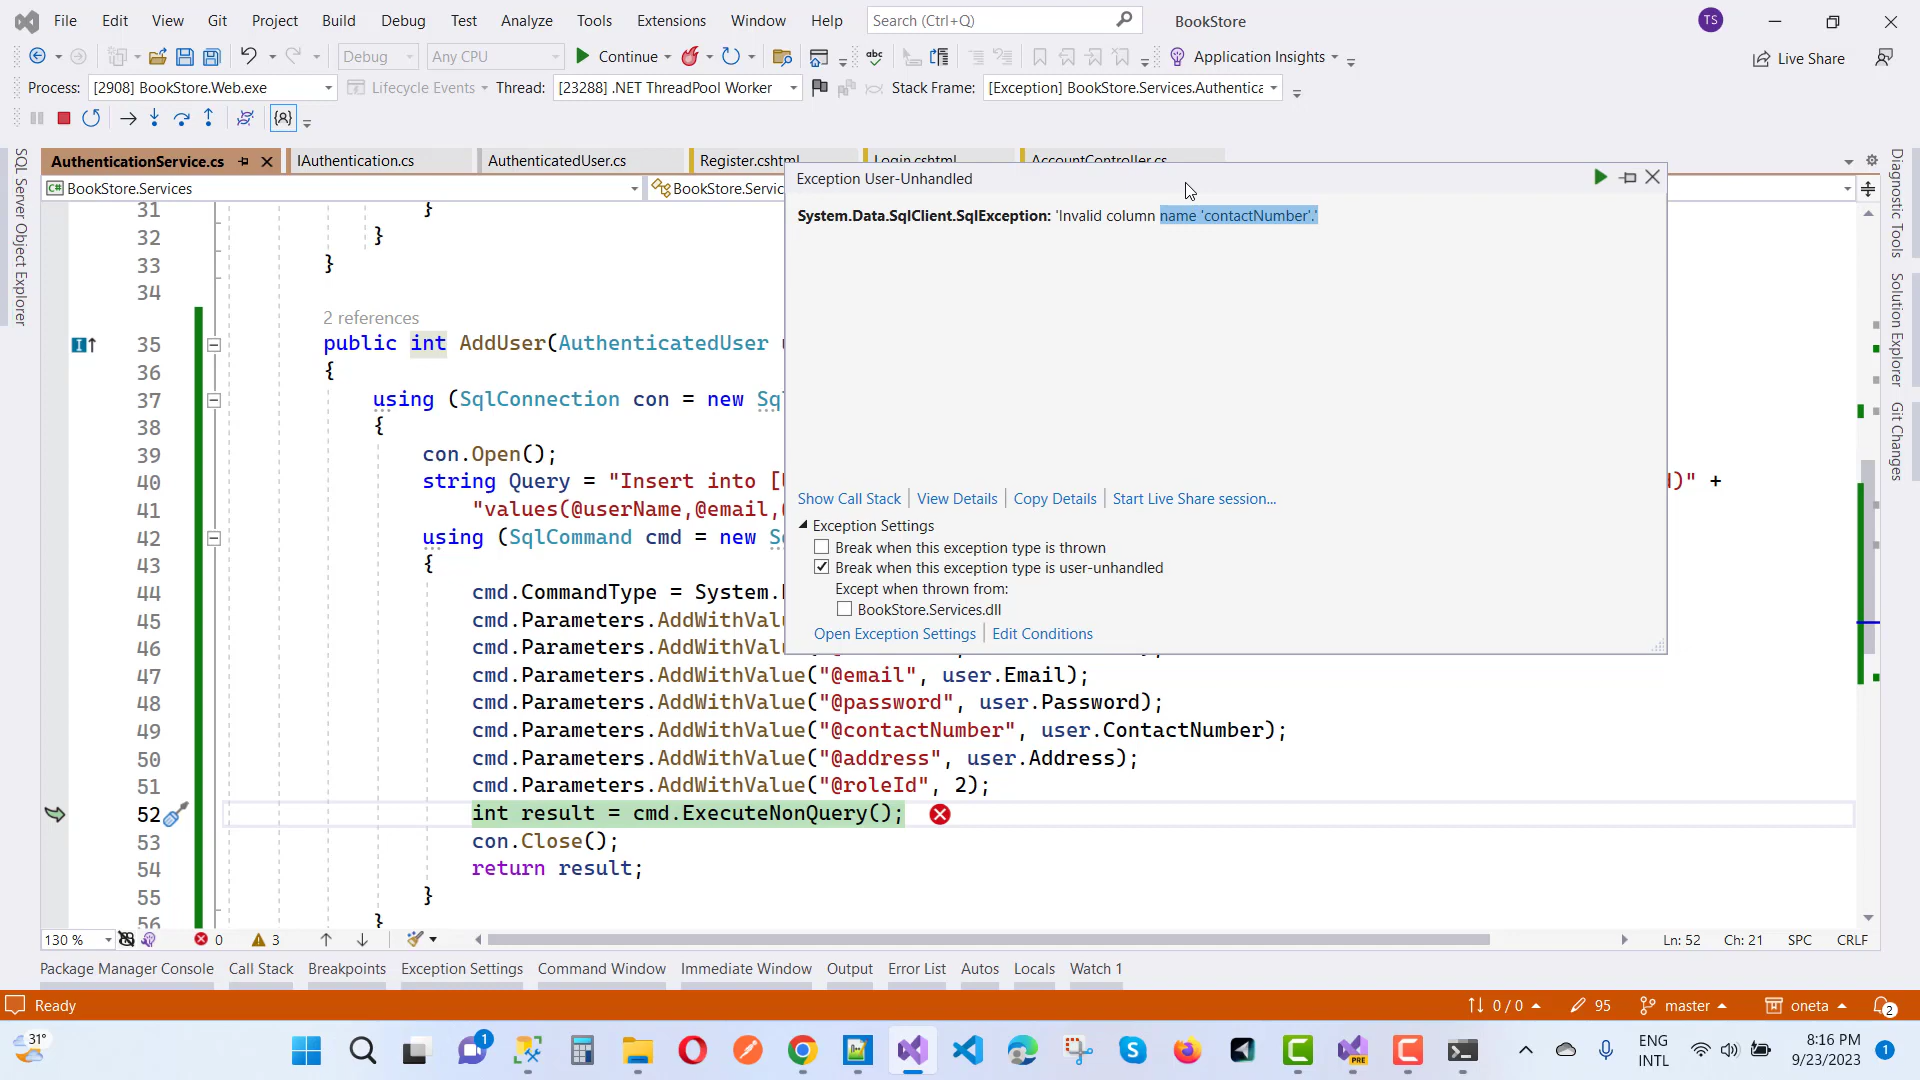 File Edit View Git Project Build Debug Test Analyze Tools Extensions Window Help Search (Ctrl+Q) BookStore TS
Debug Any CPU Continue Application Insights Live Share
Process: [2908] BookStore.Web.exe Lifecycle Events Thread: [23288] .NET ThreadPool Worker Stack Frame: [Exception] BookStore.Services.Authentica
AuthenticationService.cs IAuthentication.cs AuthenticatedUser.cs Register.cshtml Login.cshtml AccountController.cs
BookStore.Services BookStore.Servic
SQL Server Object Explorer
Diagnostic Tools
Solution Explorer
Git Changes
Exception User-Unhandled
System.Data.SqlClient.SqlException: 'Invalid column name 'contactNumber'.'
Show Call Stack View Details Copy Details Start Live Share session...
Exception Settings
Break when this exception type is thrown
Break when this exception type is user-unhandled
Except when thrown from:
BookStore.Services.dll
Open Exception Settings Edit Conditions
31 }
32 }
33 }
34
2 references
35 public int AddUser(AuthenticatedUser
36 {
37 using (SqlConnection con = new Sq
38 {
39 con.Open();
40 string Query = "Insert into [ )" +
41 "values(@userName,@email,
42 using (SqlCommand cmd = new S
43 {
44 cmd.CommandType = System.
45 cmd.Parameters.AddWithVal
46 cmd.Parameters.AddWithVal
47 cmd.Parameters.AddWithValue("@email", user.Email);
48 cmd.Parameters.AddWithValue("@password", user.Password);
49 cmd.Parameters.AddWithValue("@contactNumber", user.ContactNumber);
50 cmd.Parameters.AddWithValue("@address", user.Address);
51 cmd.Parameters.AddWithValue("@roleId", 2);
52 int result = cmd.ExecuteNonQuery();
53 con.Close();
54 return result;
55 }
56 }
130 % 0 3 Ln: 52 Ch: 21 SPC CRLF
Package Manager Console Call Stack Breakpoints Exception Settings Command Window Immediate Window Output Error List Autos Locals Watch 1
Ready 0 / 0 95 master oneta 2
31° 1 PRE ENG INTL 8:16 PM 9/23/2023 1